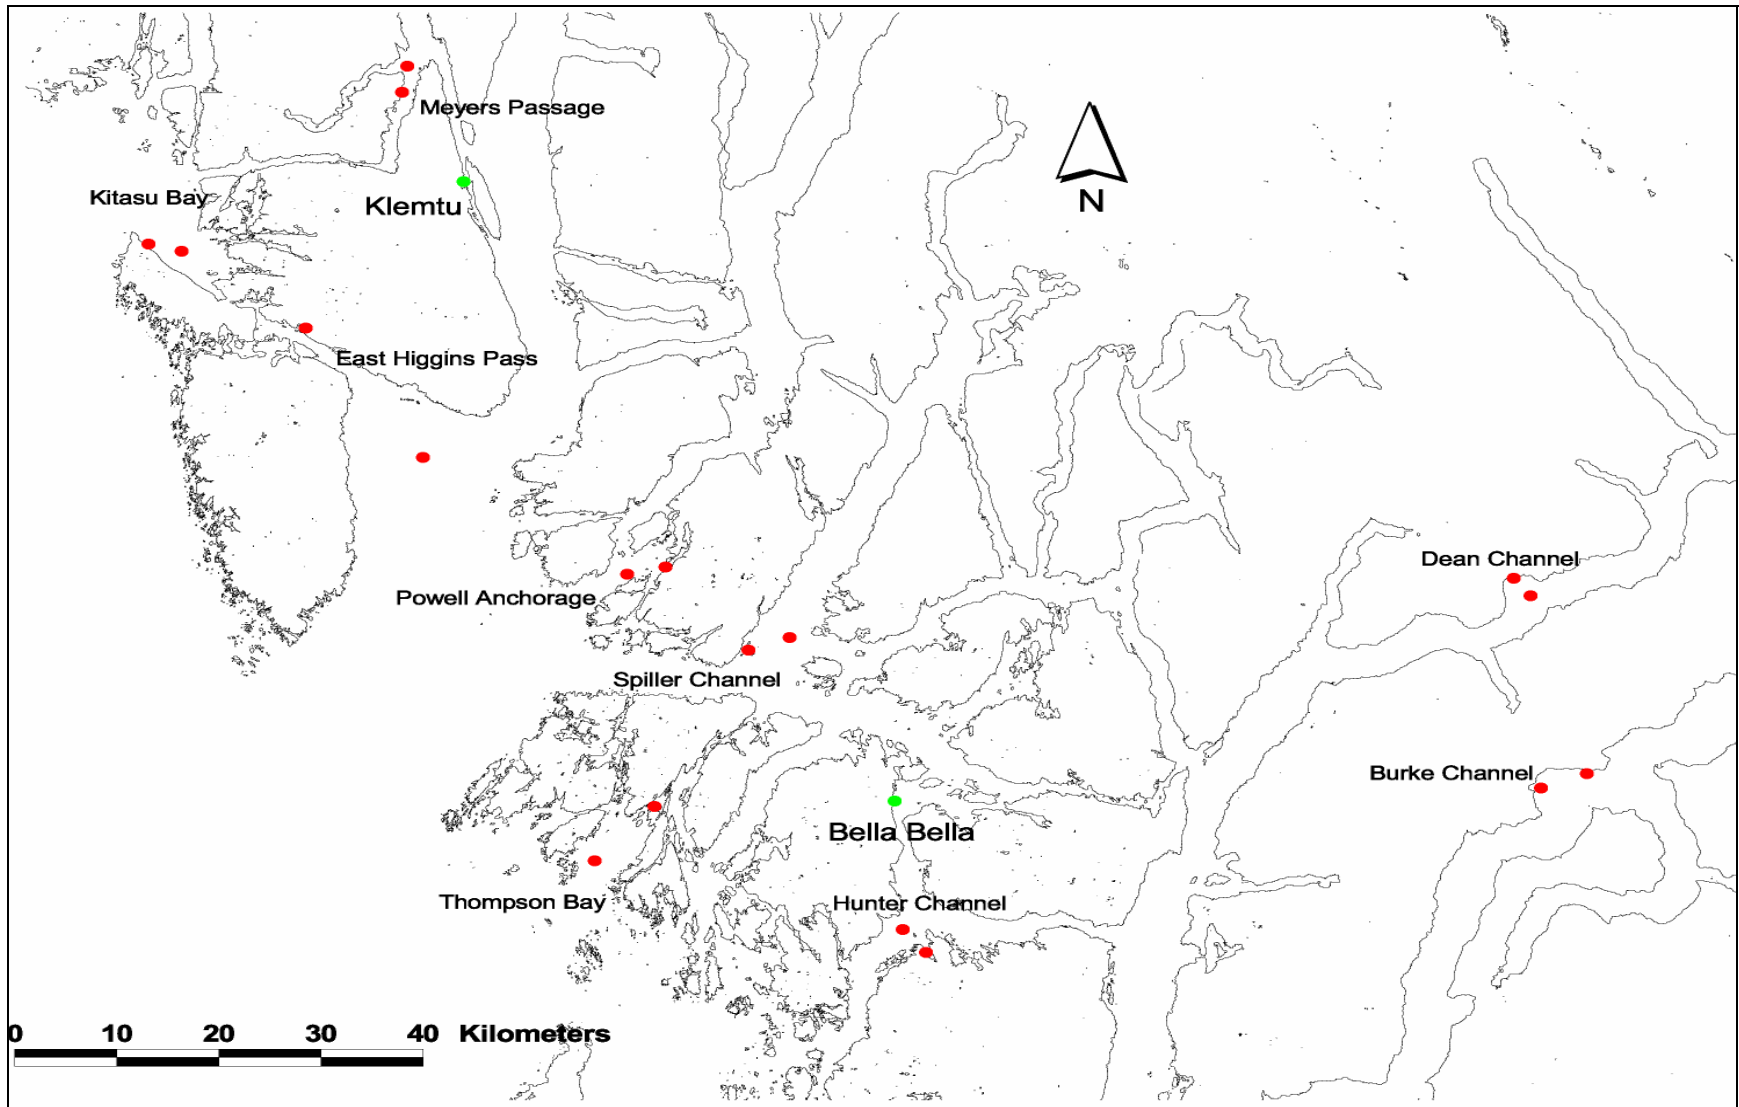 Meyers Passage
Kitasu Bay
Klemtu
N
East Higgins Pass
Dean Channel
Powell Anchorage
Spiller Channel
Burke Channel
Bella Bella
Thompson Bay
Hunter Channel
0 10 20 30 40 Kilometers